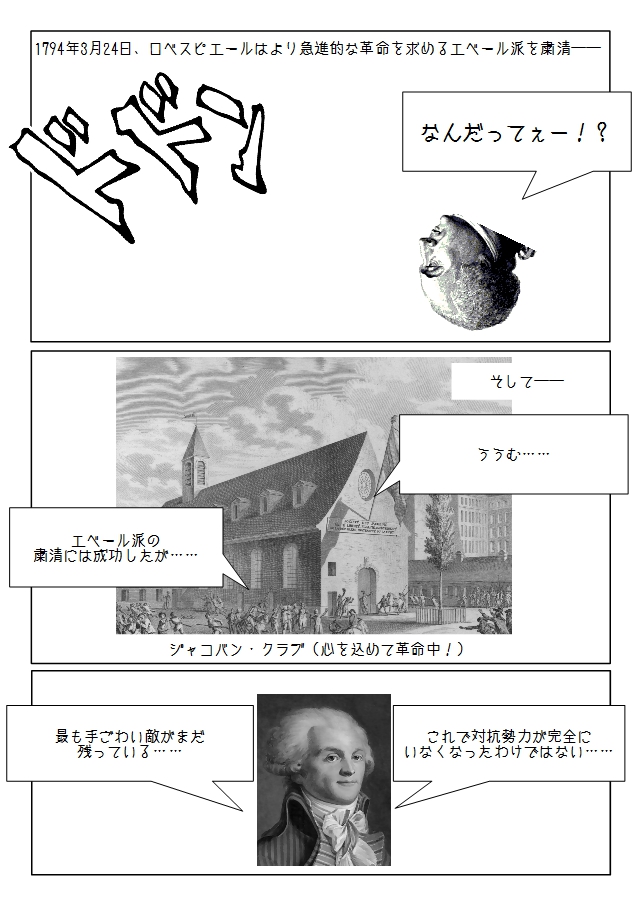 1794年3月24日、ロベスピエールはより急進的な革命を求めるエベール派を粛清――
ドドン
なんだってぇー！？
そして――
ううむ……
エベール派の
粛清には成功したが……
ジャコバン・クラブ（心を込めて革命中！）
これで対抗勢力が完全に
いなくなったわけではない……
最も手ごわい敵がまだ
残っている……